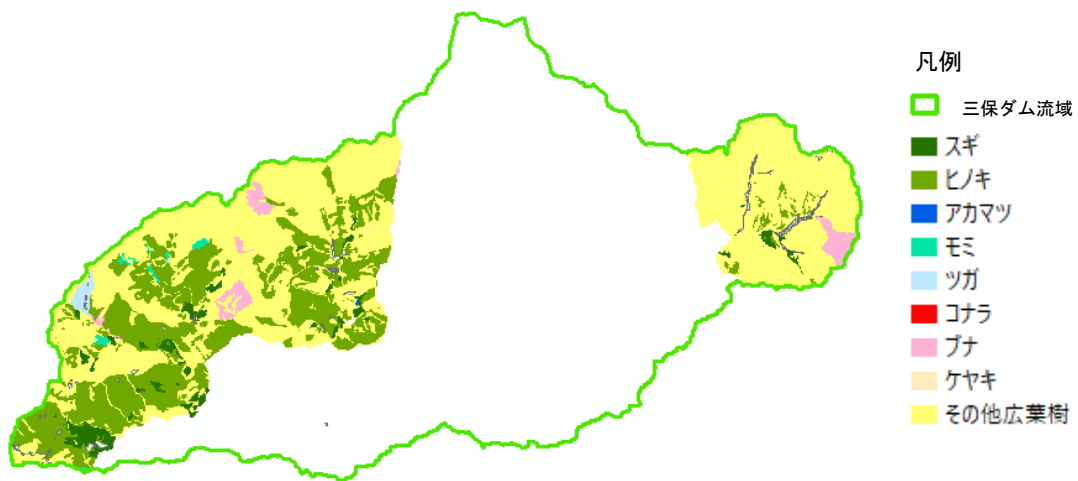 凡例
三保ダム流域
スギ
ヒノキ
アカマツ
モミ
ツガ
コナラ
ブナ
ケヤキ
その他広葉樹